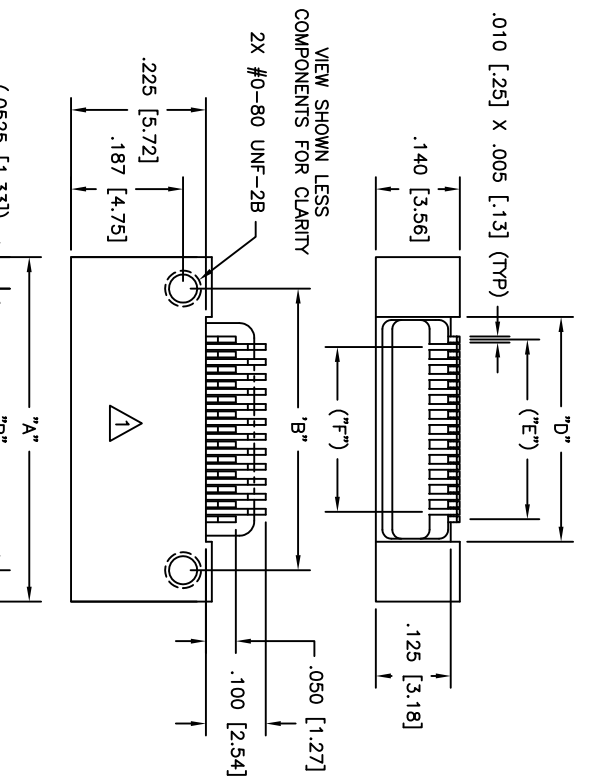 .010 [.25] X .005 [.13] (TYP)
"D"
("E")
("F")
.140 [3.56]
.125 [3.18]
VIEW SHOWN LESS
COMPONENTS FOR CLARITY
2X #0-80 UNF-2B
.225 [5.72]
.187 [4.75]
'B"
.050 [1.27]
.100 [2.54]
1
"A"